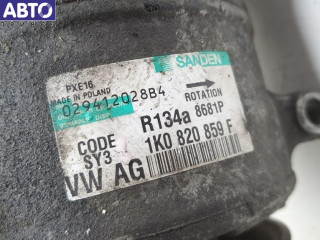 АВТО
SANDEN
PXE16
MADE IN POLAND
029412028B4
ROTATION
R134a 8681P
CODE
SY3
1K0 820 859 F
VW AG